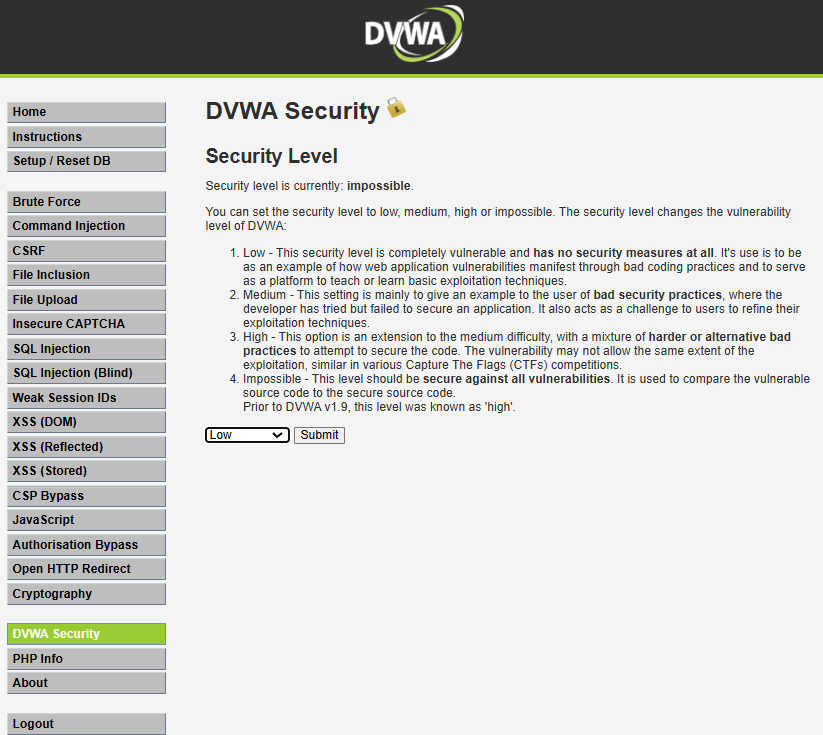 DVWA
Home
Instructions
Setup / Reset DB
Brute Force
Command Injection
CSRF
File Inclusion
File Upload
Insecure CAPTCHA
SQL Injection
SQL Injection (Blind)
Weak Session IDs
XSS (DOM)
XSS (Reflected)
XSS (Stored)
CSP Bypass
JavaScript
Authorisation Bypass
Open HTTP Redirect
Cryptography
DVWA Security
PHP Info
About
Logout
DVWA Security
Security Level
Security level is currently: impossible.
You can set the security level to low, medium, high or impossible. The security level changes the vulnerability
level of DVWA:
1. Low - This security level is completely vulnerable and has no security measures at all. It's use is to be
as an example of how web application vulnerabilities manifest through bad coding practices and to serve
as a platform to teach or learn basic exploitation techniques.
2. Medium - This setting is mainly to give an example to the user of bad security practices, where the
developer has tried but failed to secure an application. It also acts as a challenge to users to refine their
exploitation techniques.
3. High - This option is an extension to the medium difficulty, with a mixture of harder or alternative bad
practices to attempt to secure the code. The vulnerability may not allow the same extent of the
exploitation, similar in various Capture The Flags (CTFs) competitions.
4. Impossible - This level should be secure against all vulnerabilities. It is used to compare the vulnerable
source code to the secure source code.
Prior to DVWA v1.9, this level was known as 'high'.
Low
Submit